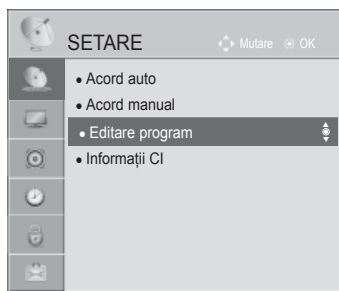 SETARE
Mutare OK
• Acord auto
• Acord manual
• Editare program
• Informații CI